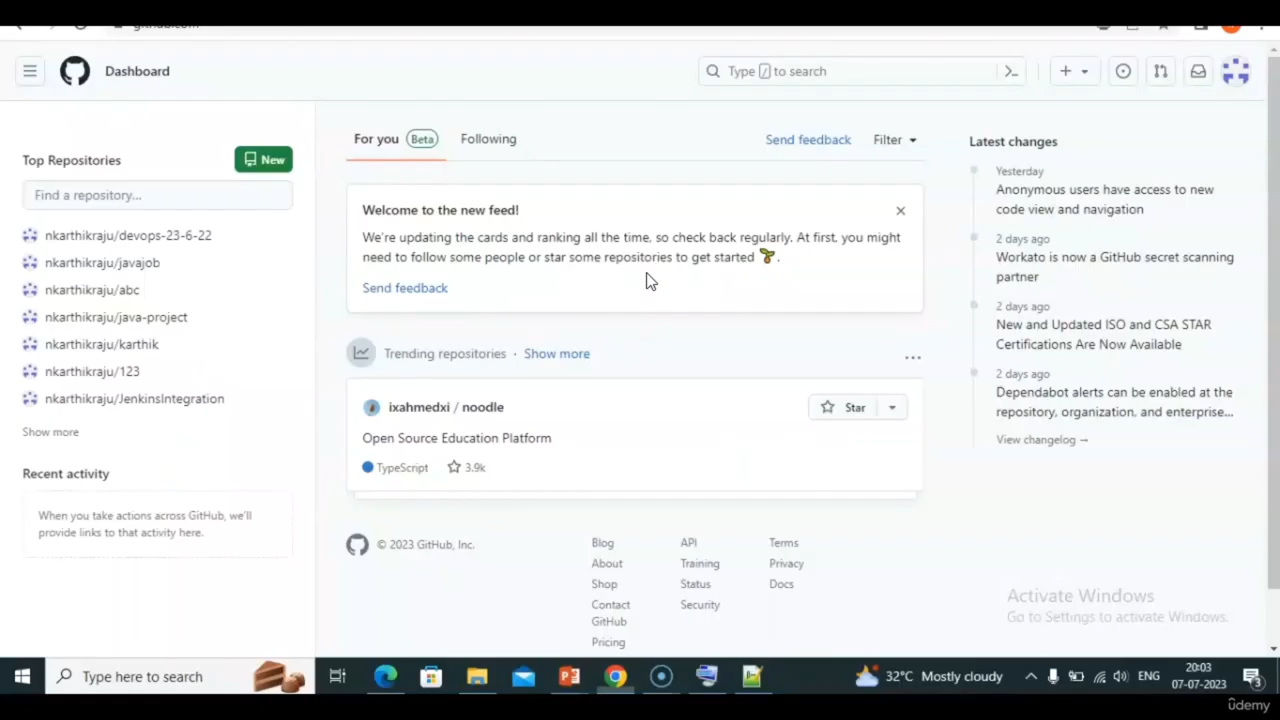 github.com
Dashboard
Type / to search
Top Repositories
New
Find a repository...
nkarthikraju/devops-23-6-22
nkarthikraju/javajob
nkarthikraju/abc
nkarthikraju/java-project
nkarthikraju/karthik
nkarthikraju/123
nkarthikraju/JenkinsIntegration
Show more
Recent activity
When you take actions across GitHub, we'll
provide links to that activity here.
For you Beta Following Send feedback Filter
Welcome to the new feed!
We're updating the cards and ranking all the time, so check back regularly. At first, you might
need to follow some people or star some repositories to get started 🌱.
Send feedback
Trending repositories · Show more
ixahmedxi / noodle
Star
Open Source Education Platform
TypeScript 3.9k
© 2023 GitHub, Inc.
Blog
About
Shop
Contact
GitHub
Pricing
API
Training
Status
Security
Terms
Privacy
Docs
Latest changes
Yesterday
Anonymous users have access to new
code view and navigation
2 days ago
Workato is now a GitHub secret scanning
partner
2 days ago
New and Updated ISO and CSA STAR
Certifications Are Now Available
2 days ago
Dependabot alerts can be enabled at the
repository, organization, and enterprise...
View changelog →
Activate Windows
Go to Settings to activate Windows.
Type here to search
32°C Mostly cloudy
ENG
20:03
07-07-2023
3
ûdemy